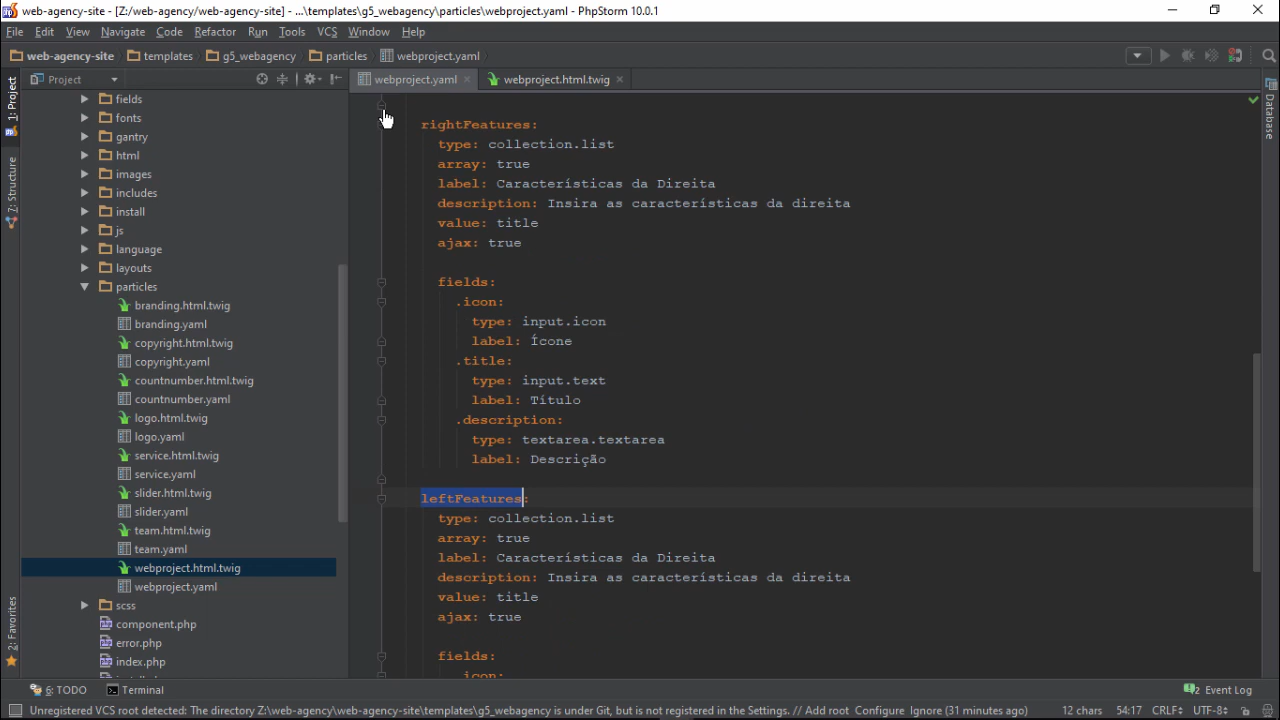 web-agency-site - [Z:/web/web-agency-site] - ...\templates\g5_webagency\particles\webproject.yaml - PhpStorm 10.0.1
File Edit View Navigate Code Refactor Run Tools VCS Window Help
web-agency-site templates g5_webagency particles webproject.yaml
1: Project
7: Structure
2: Favorites
Project
fields
fonts
gantry
html
images
includes
install
js
language
layouts
particles
branding.html.twig
branding.yaml
copyright.html.twig
copyright.yaml
countnumber.html.twig
countnumber.yaml
logo.html.twig
logo.yaml
service.html.twig
service.yaml
slider.html.twig
slider.yaml
team.html.twig
team.yaml
webproject.html.twig
webproject.yaml
scss
component.php
error.php
index.php
webproject.yaml webproject.html.twig
rightFeatures:
type: collection.list
array: true
label: Características da Direita
description: Insira as características da direita
value: title
ajax: true
fields:
.icon:
type: input.icon
label: Ícone
.title:
type: input.text
label: Título
.description:
type: textarea.textarea
label: Descrição
leftFeatures:
type: collection.list
array: true
label: Características da Direita
description: Insira as características da direita
value: title
ajax: true
fields:
.icon:
Database
6: TODO Terminal Event Log
Unregistered VCS root detected: The directory Z:\web-agency\web-agency-site\templates\g5_webagency is under Git, but is not registered in the Settings. // Add root Configure Ignore (31 minutes ago) 12 chars 54:17 CRLF UTF-8